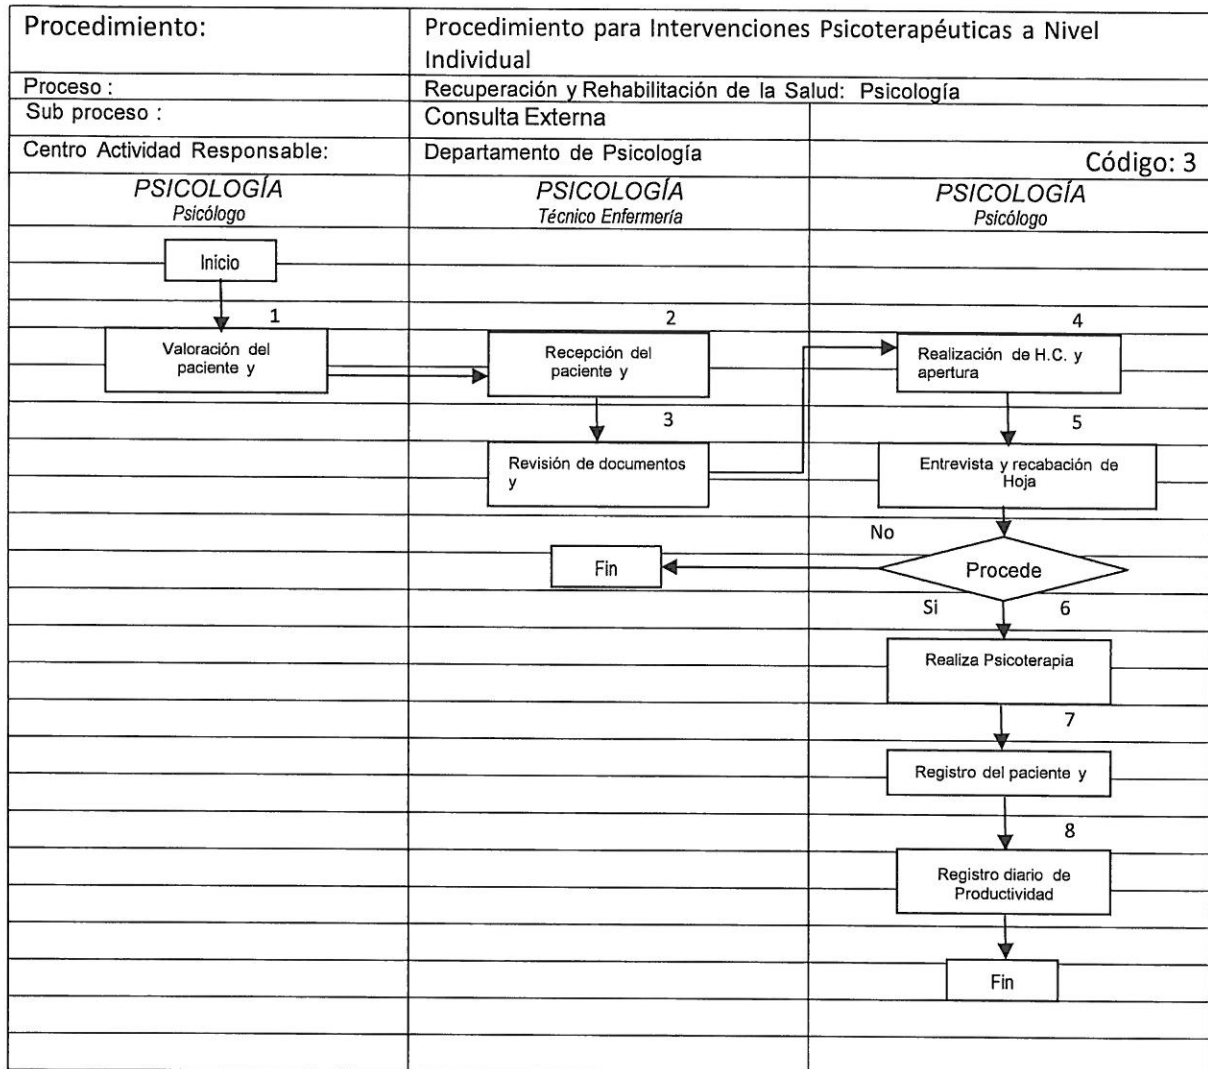 Procedimiento:
Procedimiento para Intervenciones Psicoterapéuticas a Nivel
Individual
Proceso :
Recuperación y Rehabilitación de la Salud: Psicología
Sub proceso :
Consulta Externa
Centro Actividad Responsable:
Departamento de Psicología
Código: 3
PSICOLOGÍA
Psicólogo
PSICOLOGÍA
Técnico Enfermería
PSICOLOGÍA
Psicólogo
Inicio
1
Valoración del
paciente y
2
Recepción del
paciente y
3
Revisión de documentos
y
4
Realización de H.C. y
apertura
5
Entrevista y recabación de
Hoja
No
Fin
Procede
Si
6
Realiza Psicoterapia
7
Registro del paciente y
8
Registro diario de
Productividad
Fin